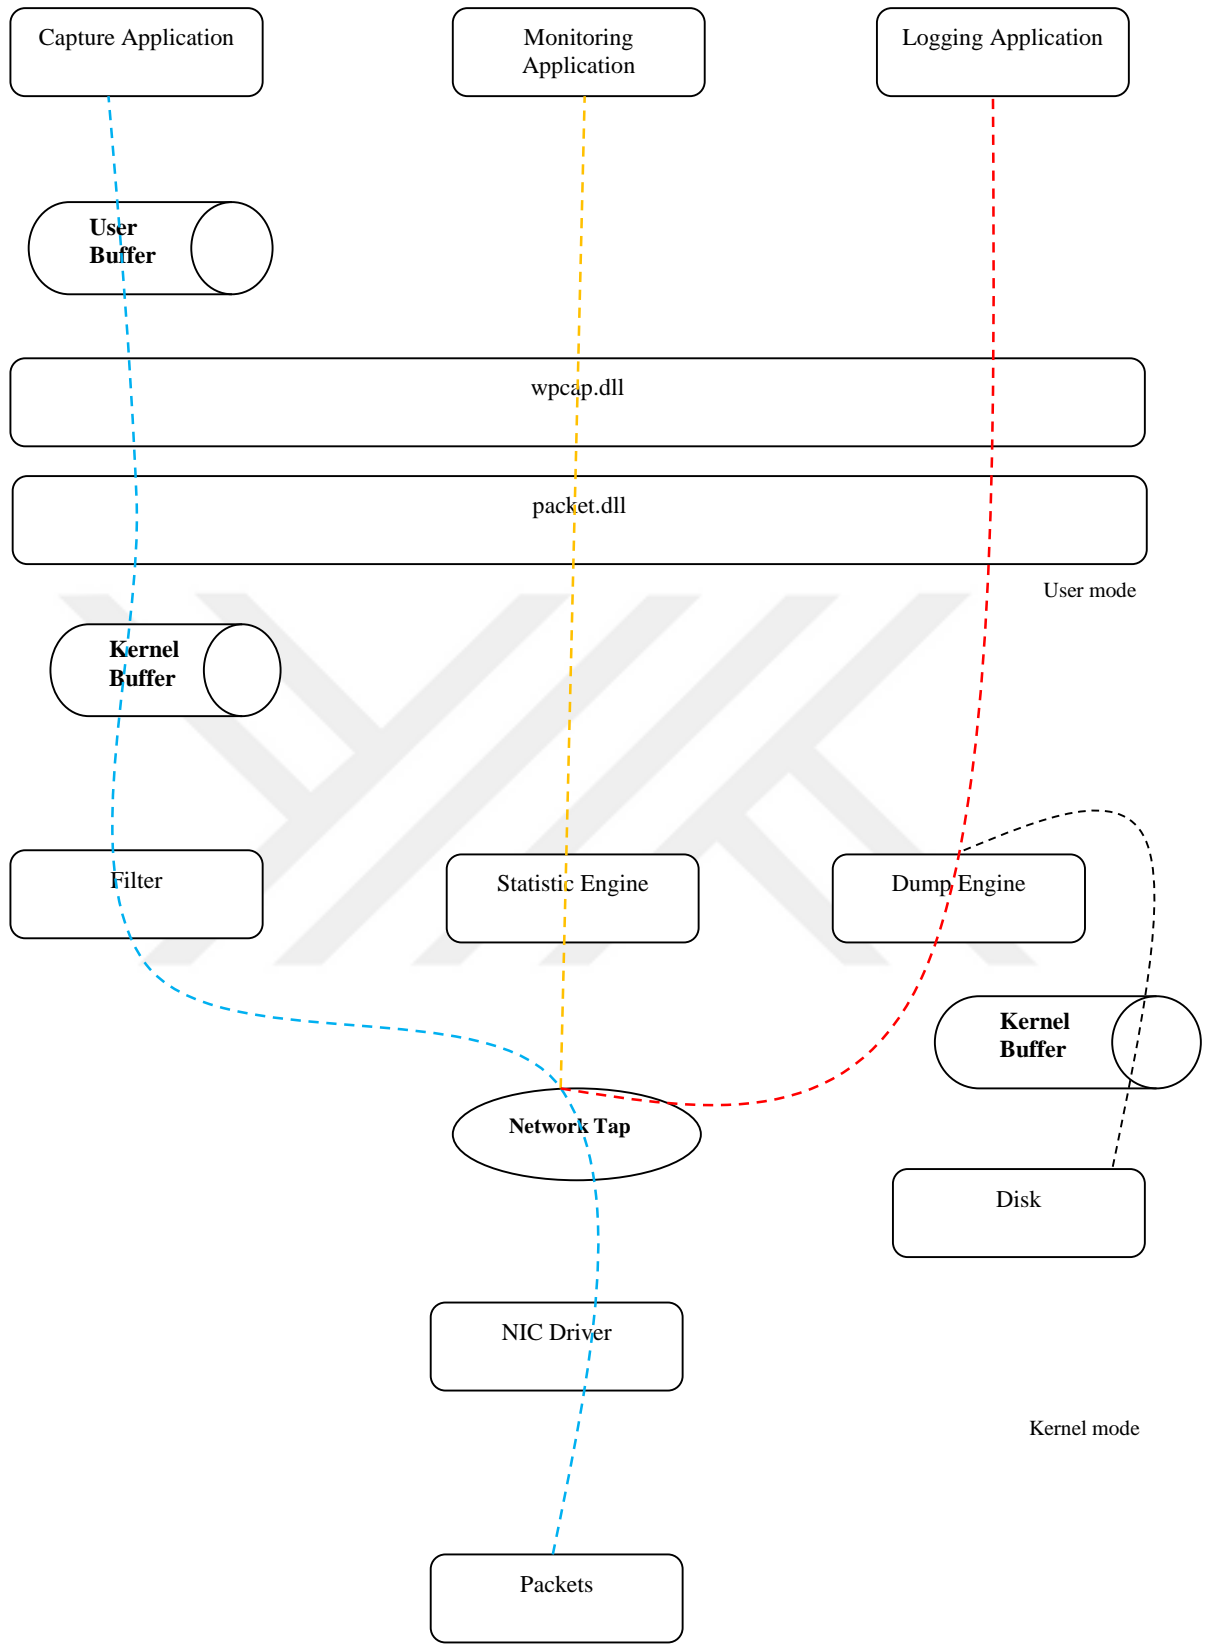 Capture Application
Monitoring
Application
Logging Application
User
Buffer
wpcap.dll
packet.dll
User mode
Kernel
Buffer
Filter
Statistic Engine
Dump Engine
Kernel
Buffer
Network Tap
Disk
NIC Driver
Kernel mode
Packets